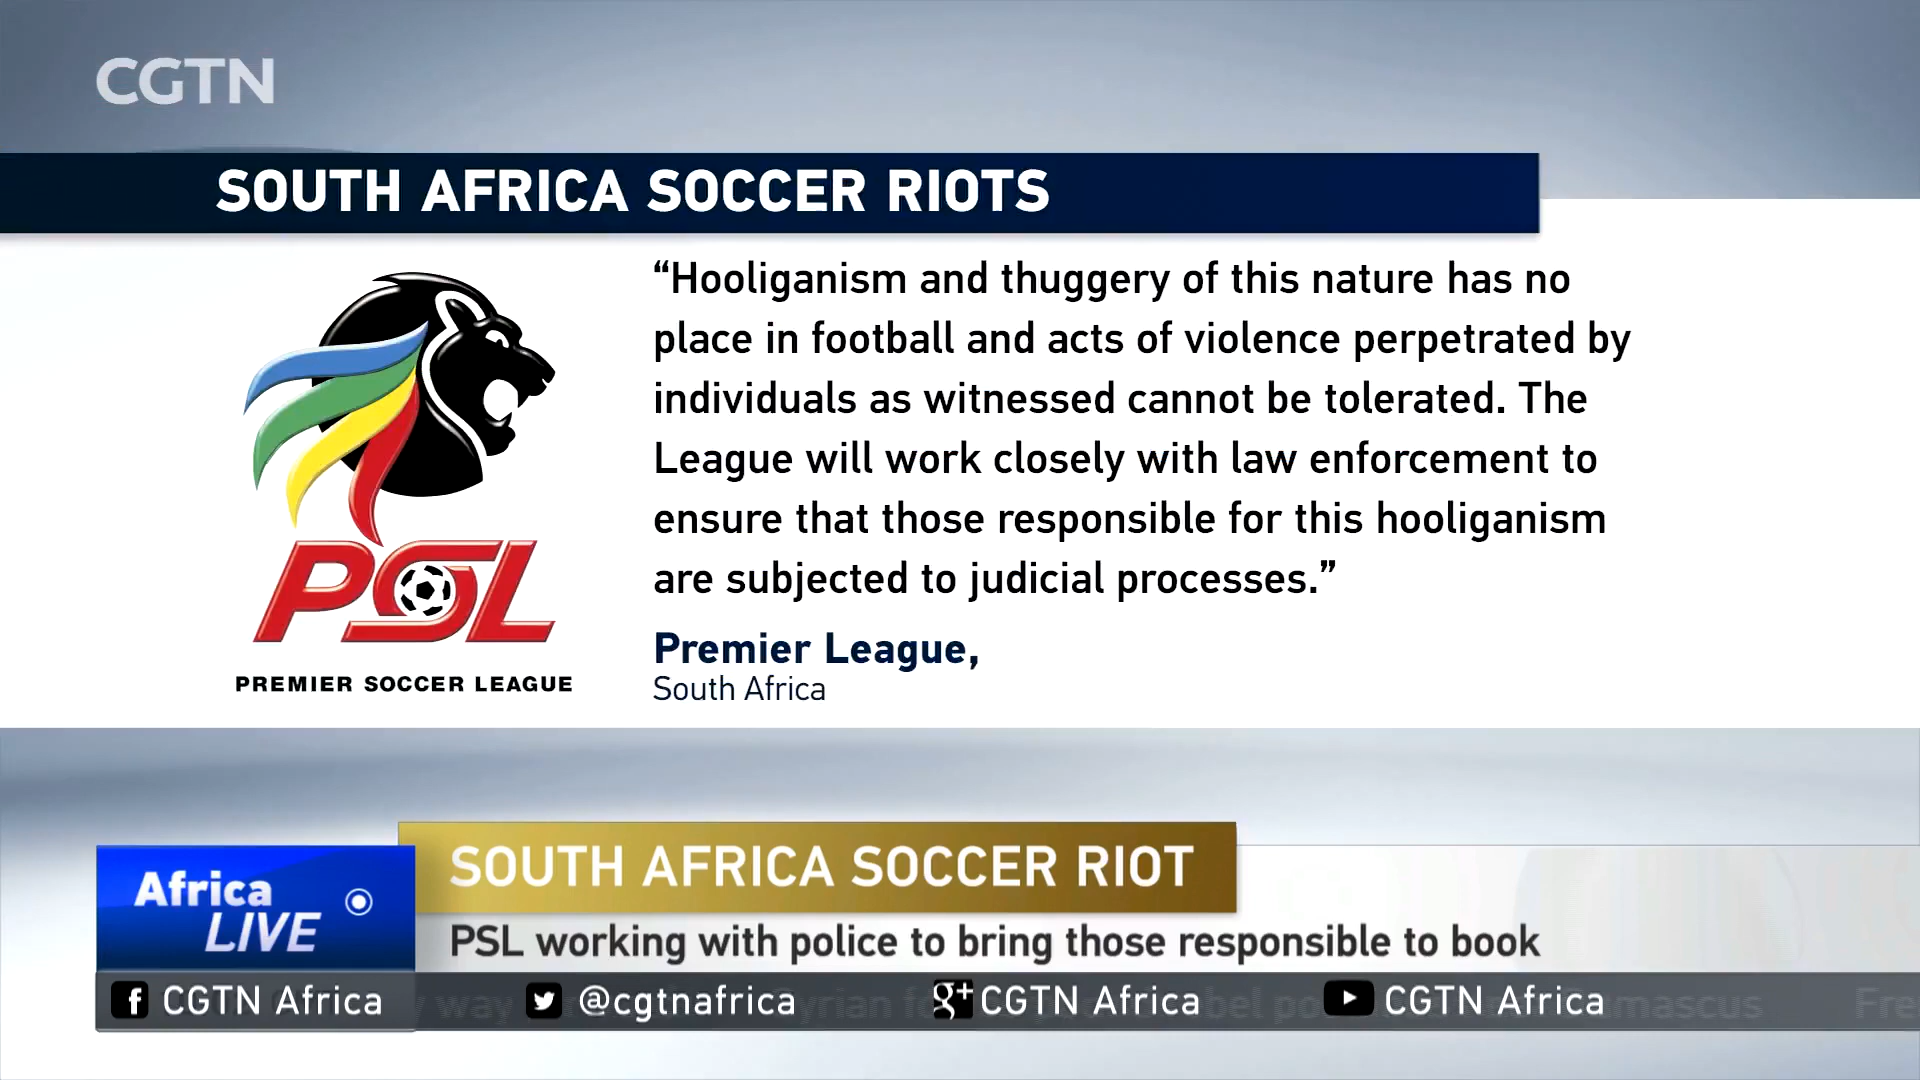 CGTN
SOUTH AFRICA SOCCER RIOTS
“Hooliganism and thuggery of this nature has no
place in football and acts of violence perpetrated by
individuals as witnessed cannot be tolerated. The
League will work closely with law enforcement to
ensure that those responsible for this hooliganism
are subjected to judicial processes.”
Premier League,
South Africa
PSL
PREMIER SOCCER LEAGUE
Africa
LIVE
SOUTH AFRICA SOCCER RIOT
PSL working with police to bring those responsible to book
f CGTN Africa @cgtnafrica g+ CGTN Africa CGTN Africa